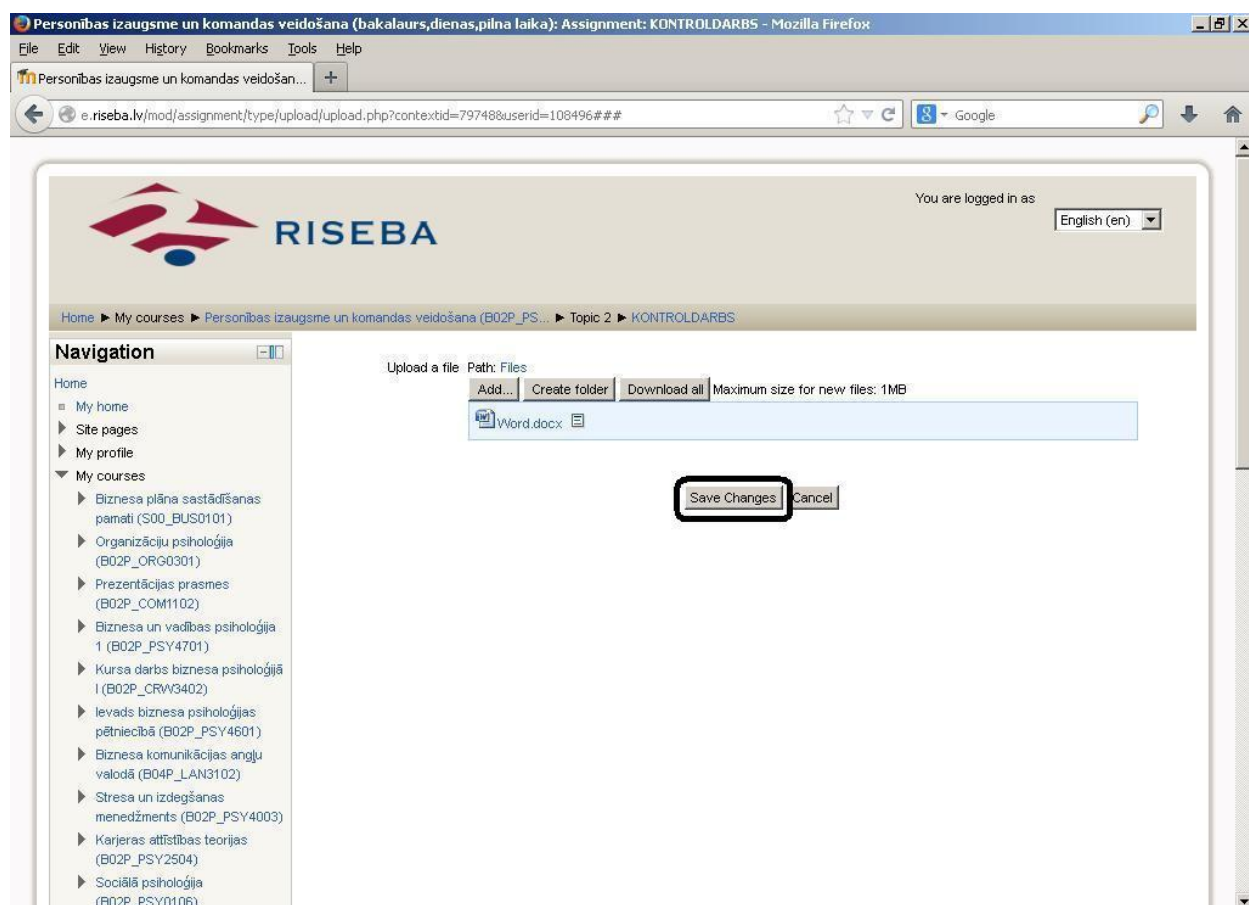 Personības izaugsme un komandas veidošana (bakalaurs,dienas,pilna laika): Assignment: KONTROLDARBS - Mozilla Firefox
File Edit View History Bookmarks Tools Help
Personības izaugsme un komandas veidošan...
e.riseba.lv/mod/assignment/type/upload/upload.php?contextid=79748&userid=108496###
Google
RISEBA
You are logged in as
English (en)
Home ► My courses ► Personības izaugsme un komandas veidošana (B02P_PS... ► Topic 2 ► KONTROLDARBS
Navigation
Home
My home
Site pages
My profile
My courses
Biznesa plāna sastādīšanas
pamati (S00_BUS0101)
Organizāciju psiholoģija
(B02P_ORG0301)
Prezentācijas prasmes
(B02P_COM1102)
Biznesa un vadības psiholoģija
1 (B02P_PSY4701)
Kursa darbs biznesa psiholoģijā
I (B02P_CRW3402)
Ievads biznesa psiholoģijas
pētniecībā (B02P_PSY4601)
Biznesa komunikācijas angļu
valodā (B04P_LAN3102)
Stresa un izdegšanas
menedžments (B02P_PSY4003)
Karjeras attīstības teorijas
(B02P_PSY2504)
Sociālā psiholoģija
(B02P_PSY0106)
Upload a file Path: Files
Add... Create folder Download all Maximum size for new files: 1MB
Word.docx
Save Changes Cancel